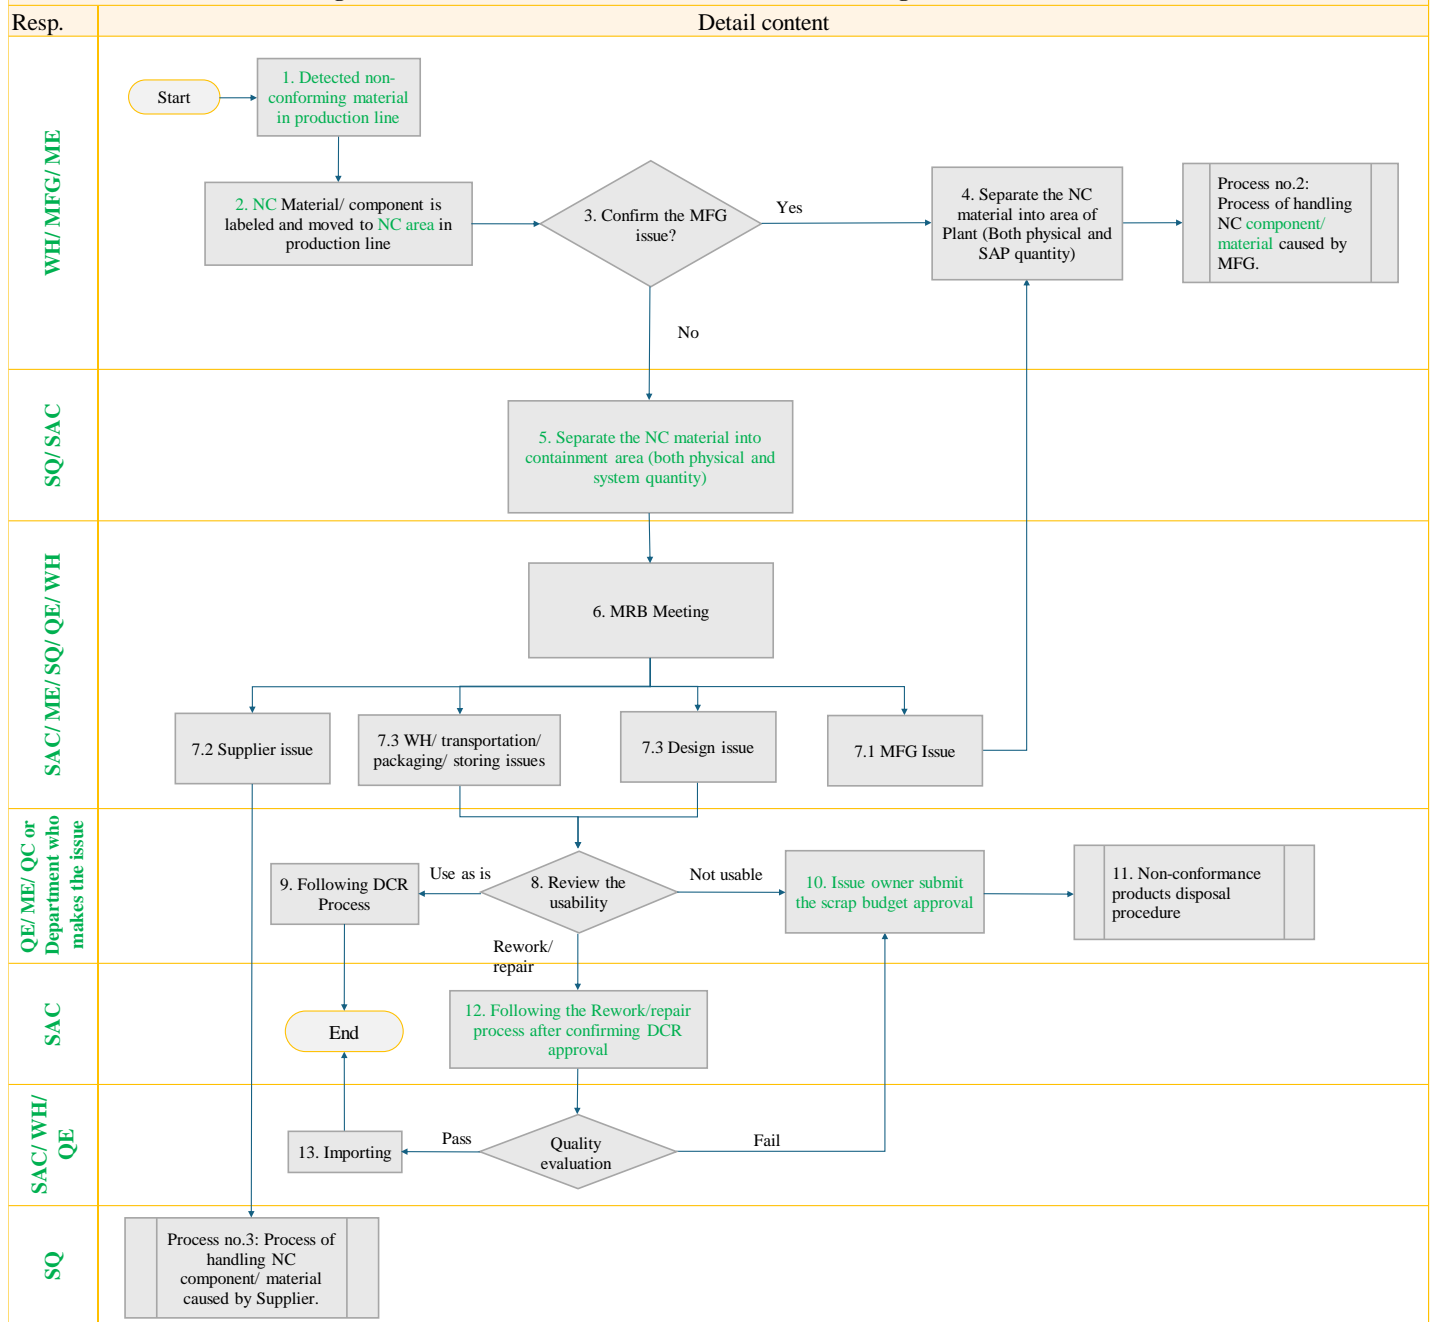 Resp.
Detail content
WH/ MFG/ ME
Start
1. Detected non-
conforming material
in production line
2. NC Material/ component is
labeled and moved to NC area in
production line
3. Confirm the MFG
issue?
Yes
No
4. Separate the NC
material into area of
Plant (Both physical and
SAP quantity)
Process no.2:
Process of handling
NC component/
material caused by
MFG.
SQ/ SAC
5. Separate the NC material into
containment area (both physical and
system quantity)
SAC/ ME/ SQ/ QE/ WH
6. MRB Meeting
7.2 Supplier issue
7.3 WH/ transportation/
packaging/ storing issues
7.3 Design issue
7.1 MFG Issue
QE/ ME/ QC or
Department who
makes the issue
9. Following DCR
Process
Use as is
8. Review the
usability
Not usable
10. Issue owner submit
the scrap budget approval
11. Non-conformance
products disposal
procedure
Rework/
repair
SAC
End
12. Following the Rework/repair
process after confirming DCR
approval
SAC/ WH/
QE
13. Importing
Pass
Quality
evaluation
Fail
SQ
Process no.3: Process of
handling NC
component/ material
caused by Supplier.